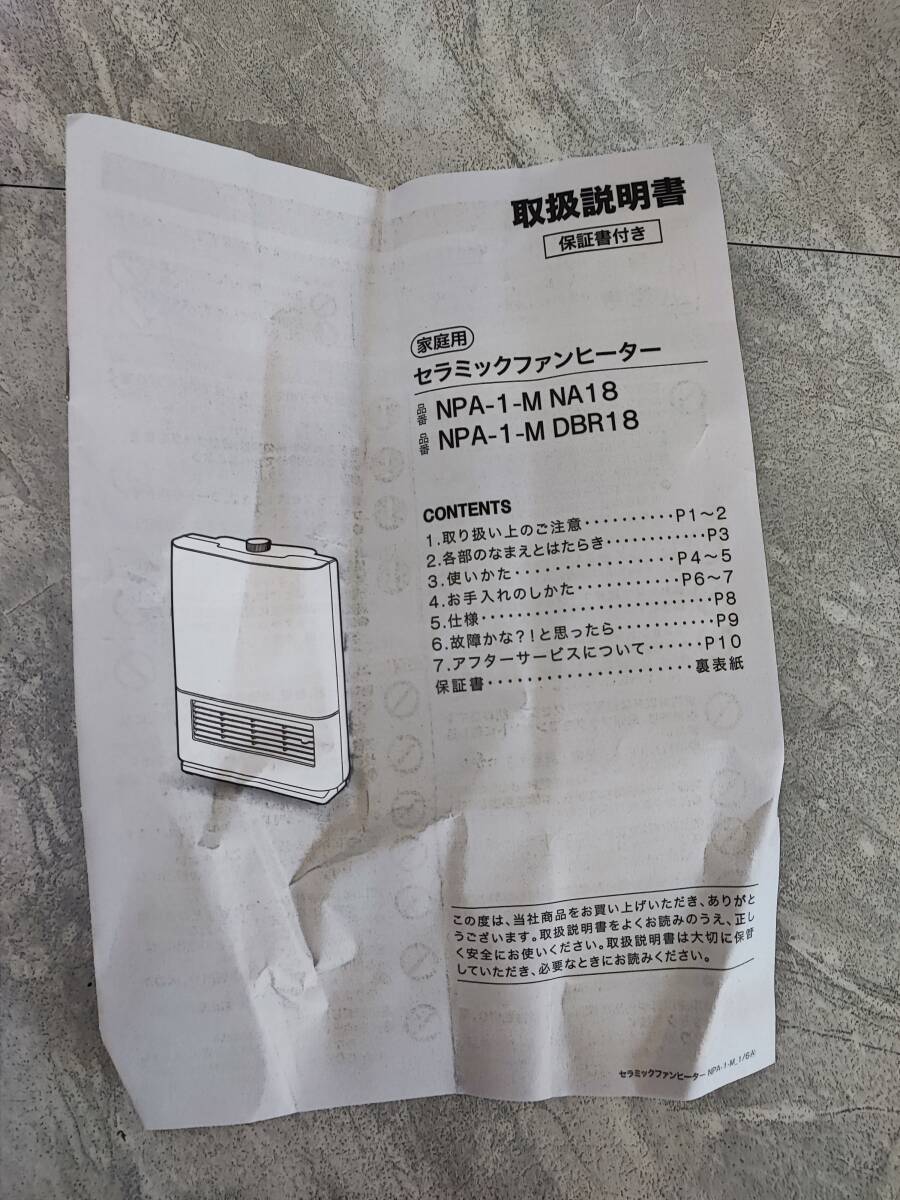 取扱説明書
保証書付き
家庭用
セラミックファンヒーター
品番 NPA-1-M NA18
品番 NPA-1-M DBR18
CONTENTS
1.取り扱い上のご注意・・・・・・・・・・P1～2
2.各部のなまえとはたらき・・・・・・・・・・・・P3
3.使いかた・・・・・・・・・・・・・・・・P4～5
4.お手入れのしかた・・・・・・・・・・・P6～7
5.仕様・・・・・・・・・・・・・・・・・・・・・・・P8
6.故障かな?!と思ったら・・・・・・・・・・・・P9
7.アフターサービスについて・・・・・・P10
保証書・・・・・・・・・・・・・・・・・・・・・裏表紙
この度は、当社商品をお買い上げいただき、ありがと
うございます。取扱説明書をよくお読みのうえ、正し
く安全にお使いください。取扱説明書は大切に保管
していただき、必要なときにお読みください。
セラミックファンヒーター NPA-1-M_1/6(A)